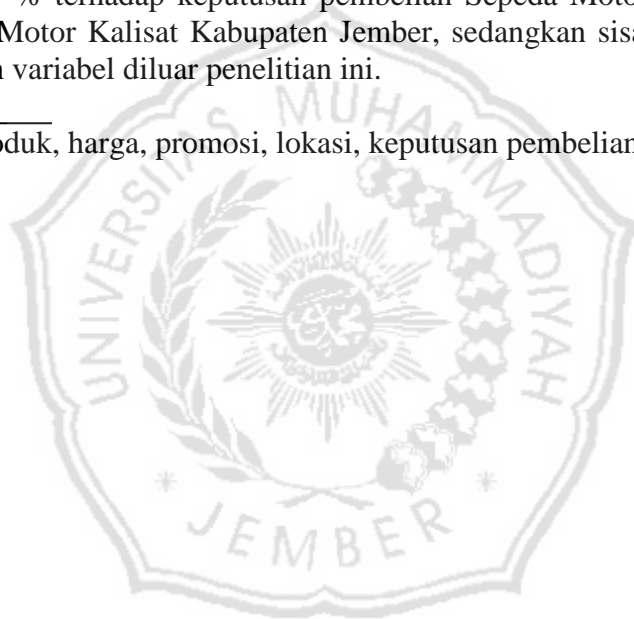 % terhadap keputusan pembelian Sepeda Moto
Motor Kalisat Kabupaten Jember, sedangkan sisa
variabel diluar penelitian ini.
oduk, harga, promosi, lokasi, keputusan pembelian
UNIVERSITAS MUHAMMADIYAH
JEMBER